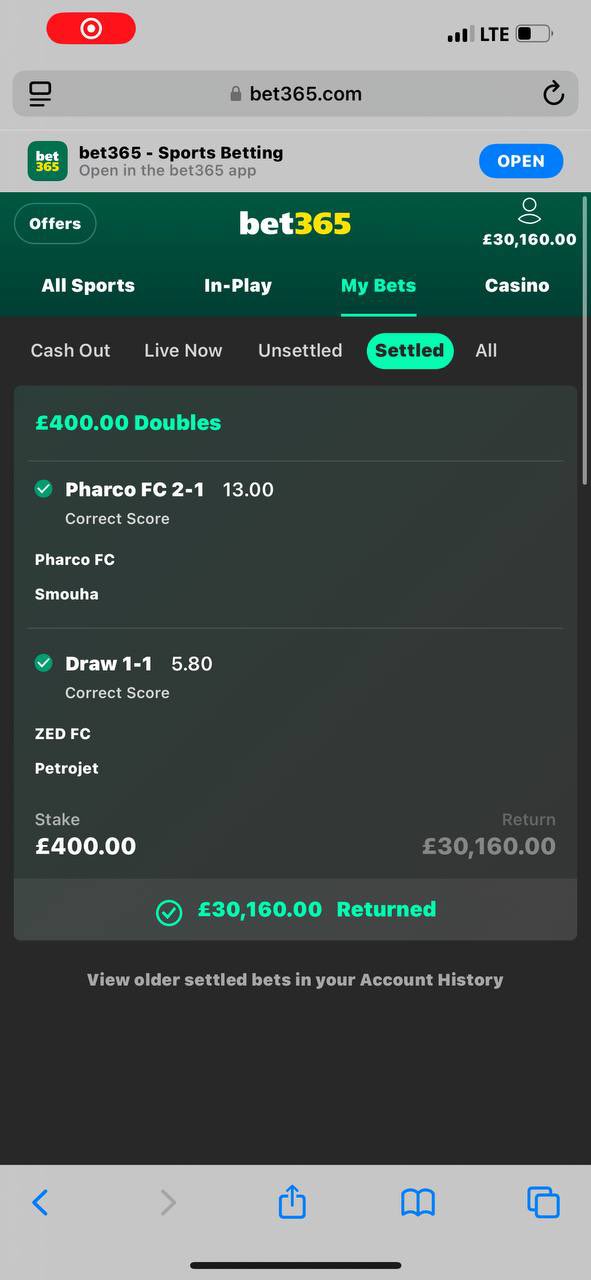 LTE
bet365.com
bet365
bet365 - Sports Betting
Open in the bet365 app
OPEN
Offers
bet365
£30,160.00
All Sports In-Play My Bets Casino
Cash Out Live Now Unsettled Settled All
£400.00 Doubles
Pharco FC 2-1 13.00
Correct Score
Pharco FC
Smouha
Draw 1-1 5.80
Correct Score
ZED FC
Petrojet
Stake Return
£400.00 £30,160.00
£30,160.00 Returned
View older settled bets in your Account History